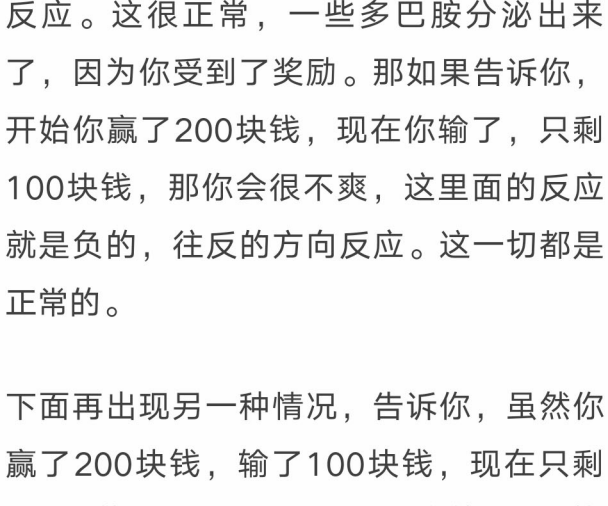 反应。这很正常，一些多巴胺分泌出来
了，因为你受到了奖励。那如果告诉你，
开始你赢了200块钱，现在你输了，只剩
100块钱，那你会很不爽，这里面的反应
就是负的，往反的方向反应。这一切都是
正常的。
下面再出现另一种情况，告诉你，虽然你
赢了200块钱，输了100块钱，现在只剩